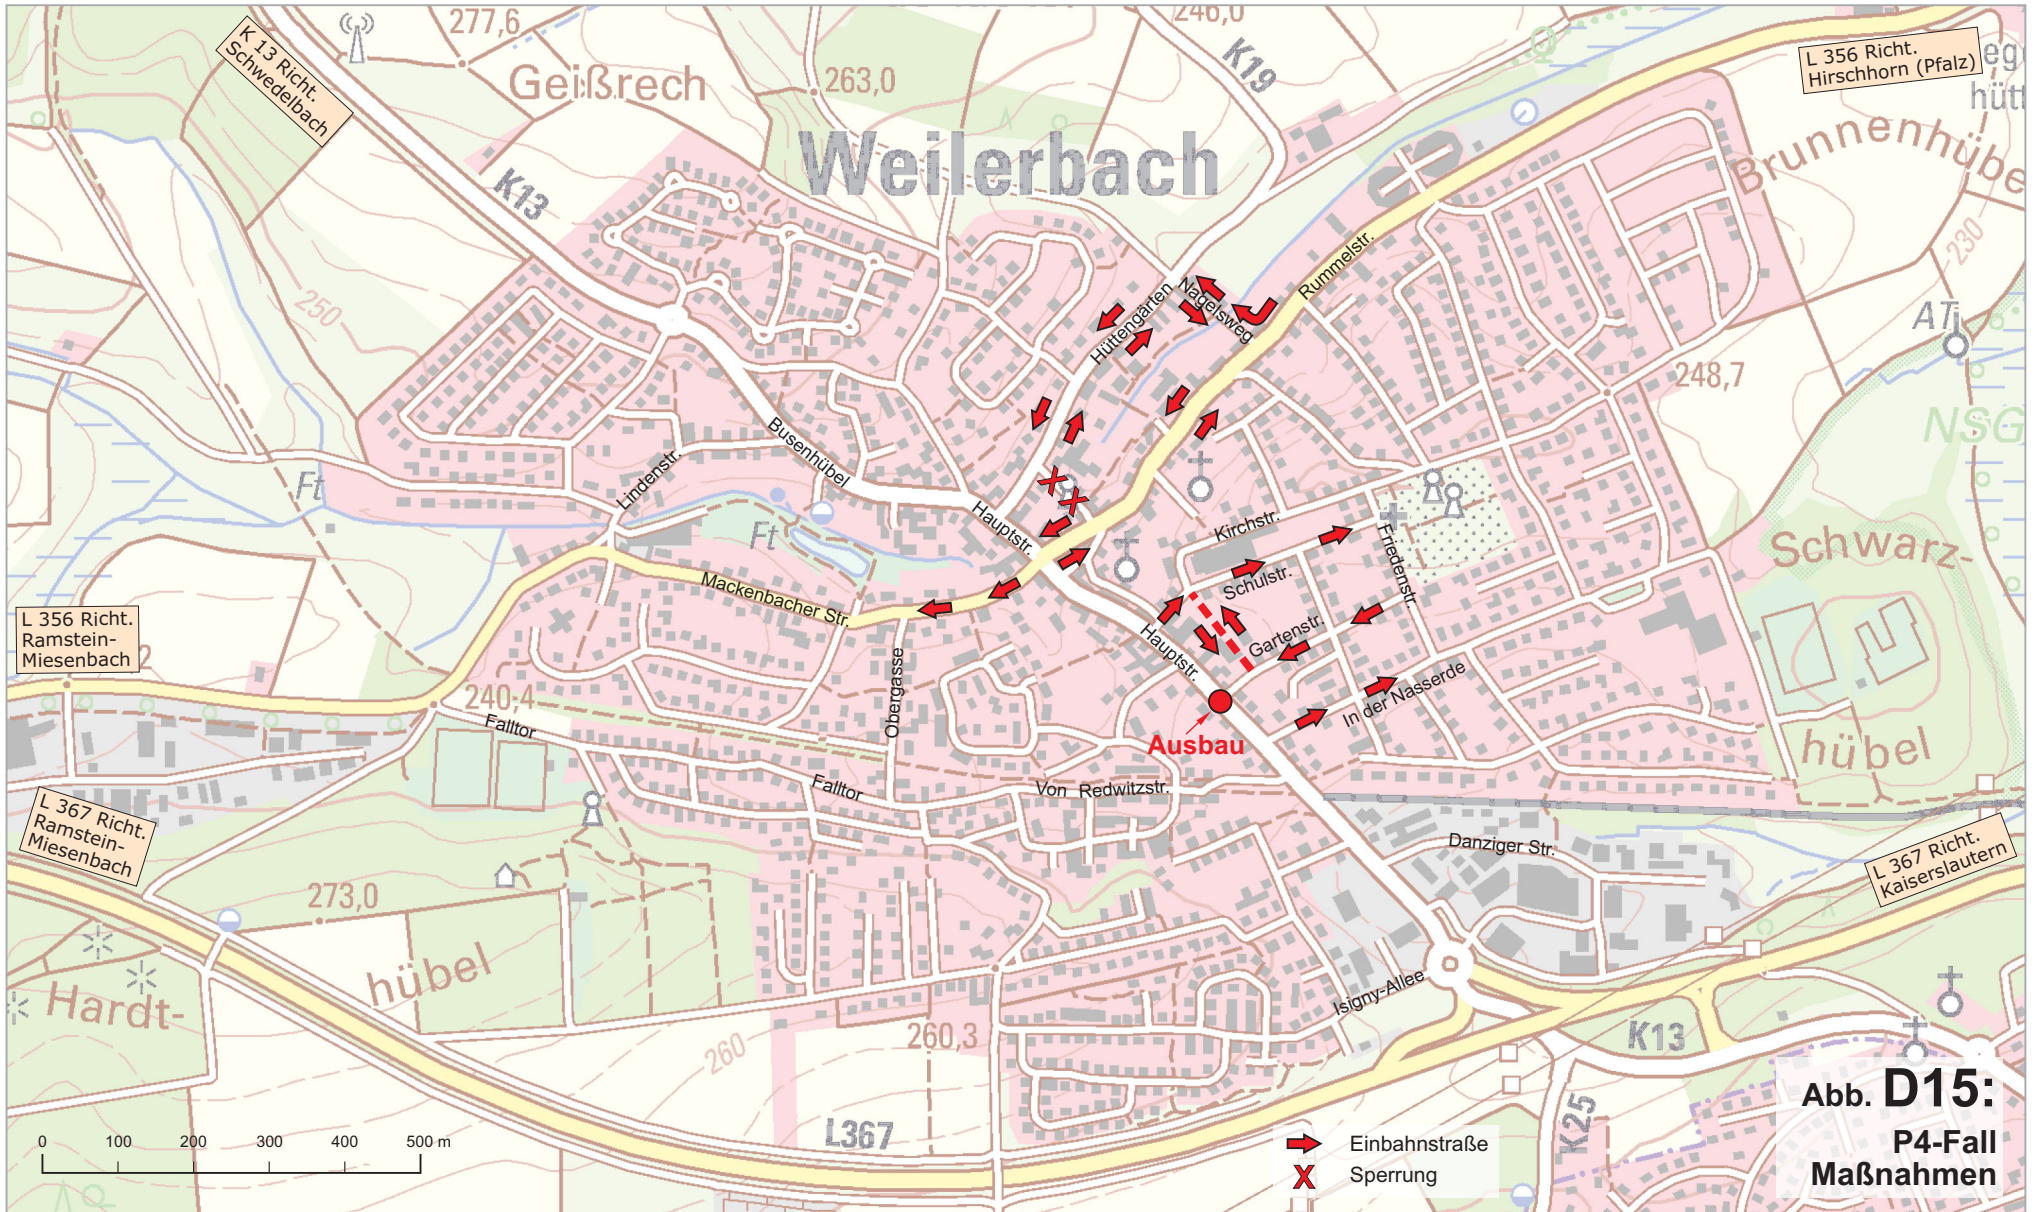 277,6
246,0
K 13 Richt.
Schwedelbach
Geißrech
263,0
K19
L 356 Richt.
Hirschhorn (Pfalz)
hütt
Weilerbach
Brunnenhübe
K13
250
230
Rummelstr.
Nagelsweg
Hüttengärten
AT
248,7
NSG
Busenhübel
Lindenstr.
Ft
Ft
Hauptstr.
Kirchstr.
Schulstr.
Friedenstr.
Schwarz-
hübel
Mackenbacher Str.
L 356 Richt.
Ramstein-
Miesenbach
2
Hauptstr.
Gartenstr.
In der Nasserde
Obergasse
240,4
Falltor
Ausbau
Falltor
Von Redwitzstr.
L 367 Richt.
Ramstein-
Miesenbach
Danziger Str.
L 367 Richt.
Kaiserslautern
273,0
hübel
Hardt-
Isigny-Allee
260
260,3
K13
K25
L367
0 100 200 300 400 500 m
Einbahnstraße
X Sperrung
Abb. D15:
P4-Fall
Maßnahmen